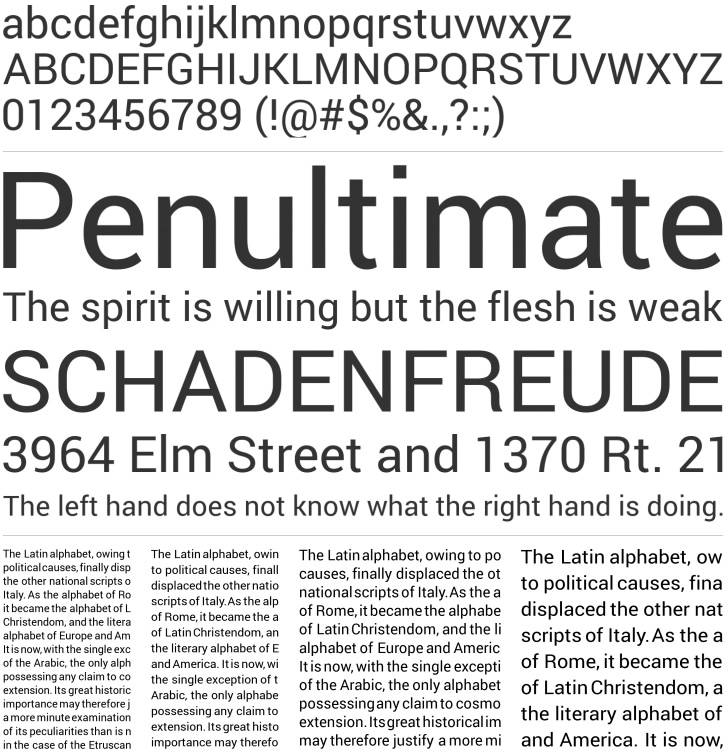 abcdefghijklmnopqrstuvwxyz
ABCDEFGHIJKLMNOPQRSTUVWXYZ
0123456789 (!@#$%&.,?:;)
Penultimate
The spirit is willing but the flesh is weak
SCHADENFREUDE
3964 Elm Street and 1370 Rt. 21
The left hand does not know what the right hand is doing.
The Latin alphabet, owing t
political causes, finally disp
the other national scripts o
Italy. As the alphabet of Ro
it became the alphabet of L
Christendom, and the litera
alphabet of Europe and Am
It is now, with the single exc
of the Arabic, the only alph
possessing any claim to co
extension. Its great historic
importance may therefore j
a more minute examination
of its peculiarities than is n
in the case of the Etruscan
The Latin alphabet, owin
to political causes, finall
displaced the other natio
scripts of Italy. As the alp
of Rome, it became the a
of Latin Christendom, an
the literary alphabet of E
and America. It is now, wi
the single exception of t
Arabic, the only alphabe
possessing any claim to
extension. Its great histo
importance may therefo
The Latin alphabet, owing to po
causes, finally displaced the ot
national scripts of Italy. As the a
of Rome, it became the alphabe
of Latin Christendom, and the li
alphabet of Europe and Americ
It is now, with the single excepti
of the Arabic, the only alphabet
possessing any claim to cosmo
extension. Its great historical im
may therefore justify a more mi
The Latin alphabet, ow
to political causes, fina
displaced the other nat
scripts of Italy. As the a
of Rome, it became the
of Latin Christendom, a
the literary alphabet of
and America. It is now,